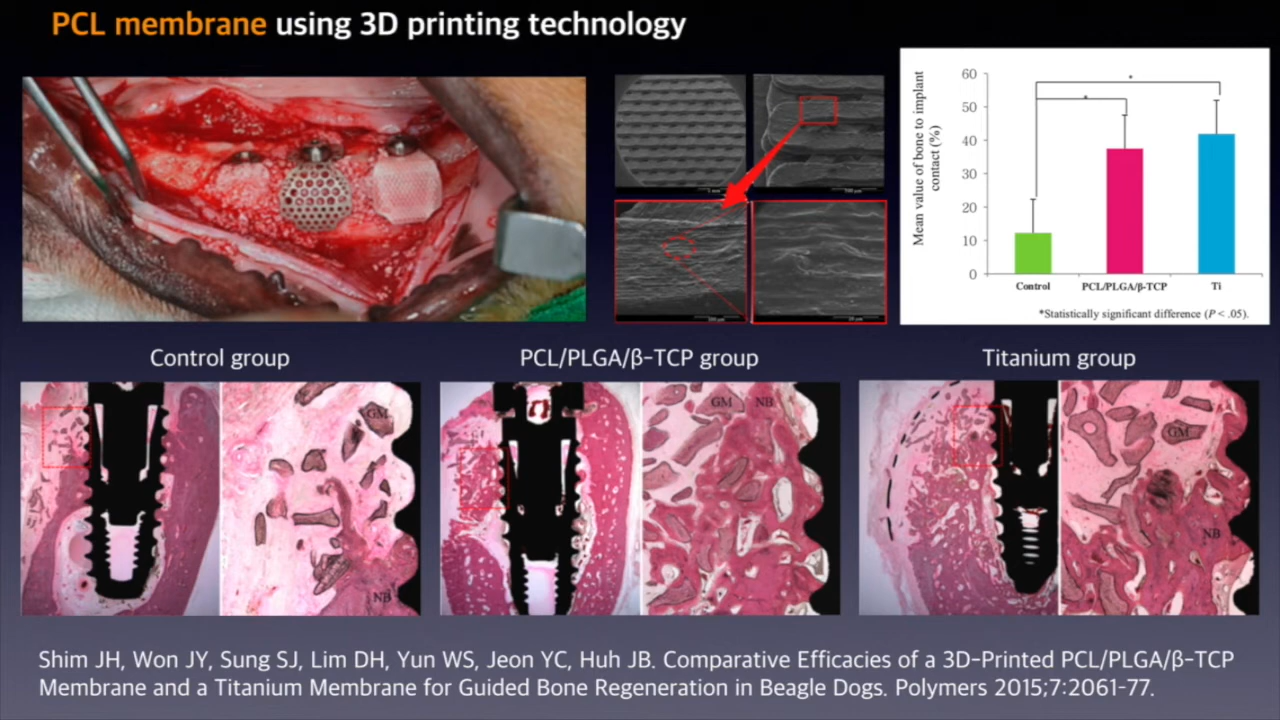 PCL membrane using 3D printing technology
Mean value of bone to implant
contact (%)
60
50
40
30
20
10
0
*
*
Control
PCL/PLGA/β-TCP
Ti
*Statistically significant difference (P < .05).
Control group
PCL/PLGA/β-TCP group
Titanium group
GM
NB
GM
NB
GM
NB
Shim JH, Won JY, Sung SJ, Lim DH, Yun WS, Jeon YC, Huh JB. Comparative Efficacies of a 3D-Printed PCL/PLGA/β-TCP
Membrane and a Titanium Membrane for Guided Bone Regeneration in Beagle Dogs. Polymers 2015;7:2061-77.